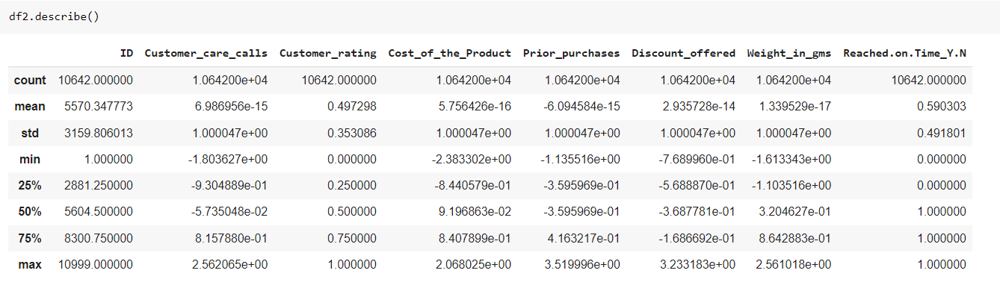 df2.describe()
ID Customer_care_calls Customer_rating Cost_of_the_Product Prior_purchases Discount_offered Weight_in_gms Reached.on.Time_Y.N
count 10642.000000 1.064200e+04 10642.000000 1.064200e+04 1.064200e+04 1.064200e+04 1.064200e+04 10642.000000
mean 5570.347773 6.986956e-15 0.497298 5.756426e-16 -6.094584e-15 2.935728e-14 1.339529e-17 0.590303
std 3159.806013 1.000047e+00 0.353086 1.000047e+00 1.000047e+00 1.000047e+00 1.000047e+00 0.491801
min 1.000000 -1.803627e+00 0.000000 -2.383302e+00 -1.135516e+00 -7.689960e-01 -1.613343e+00 0.000000
25% 2881.250000 -9.304889e-01 0.250000 -8.440579e-01 -3.595969e-01 -5.688870e-01 -1.103516e+00 0.000000
50% 5604.500000 -5.735048e-02 0.500000 9.196863e-02 -3.595969e-01 -3.687781e-01 3.204627e-01 1.000000
75% 8300.750000 8.157880e-01 0.750000 8.407899e-01 4.163217e-01 -1.686692e-01 8.642883e-01 1.000000
max 10999.000000 2.562065e+00 1.000000 2.068025e+00 3.519996e+00 3.233183e+00 2.561018e+00 1.000000